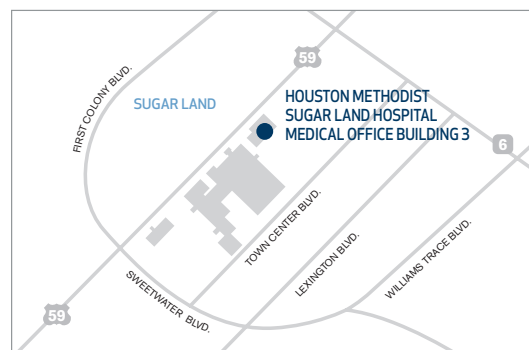 59
FIRST COLONY BLVD.
SUGAR LAND
HOUSTON METHODIST
SUGAR LAND HOSPITAL
MEDICAL OFFICE BUILDING 3
6
TOWN CENTER BLVD.
LEXINGTON BLVD.
WILLIAMS TRACE BLVD.
SWEETWATER BLVD.
59